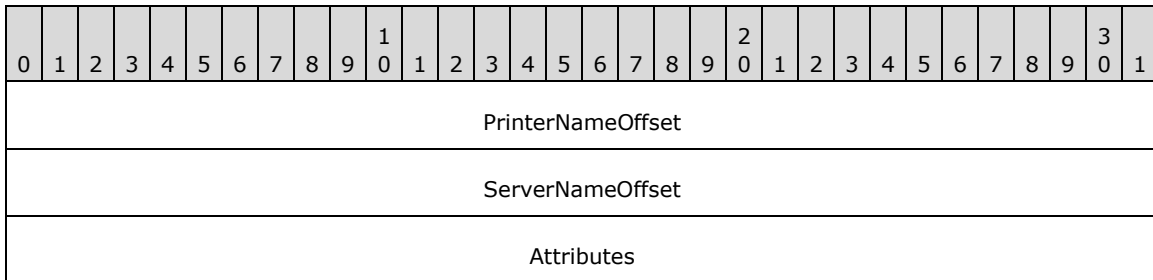 1 2 3
0 1 2 3 4 5 6 7 8 9 0 1 2 3 4 5 6 7 8 9 0 1 2 3 4 5 6 7 8 9 0 1
PrinterNameOffset
ServerNameOffset
Attributes